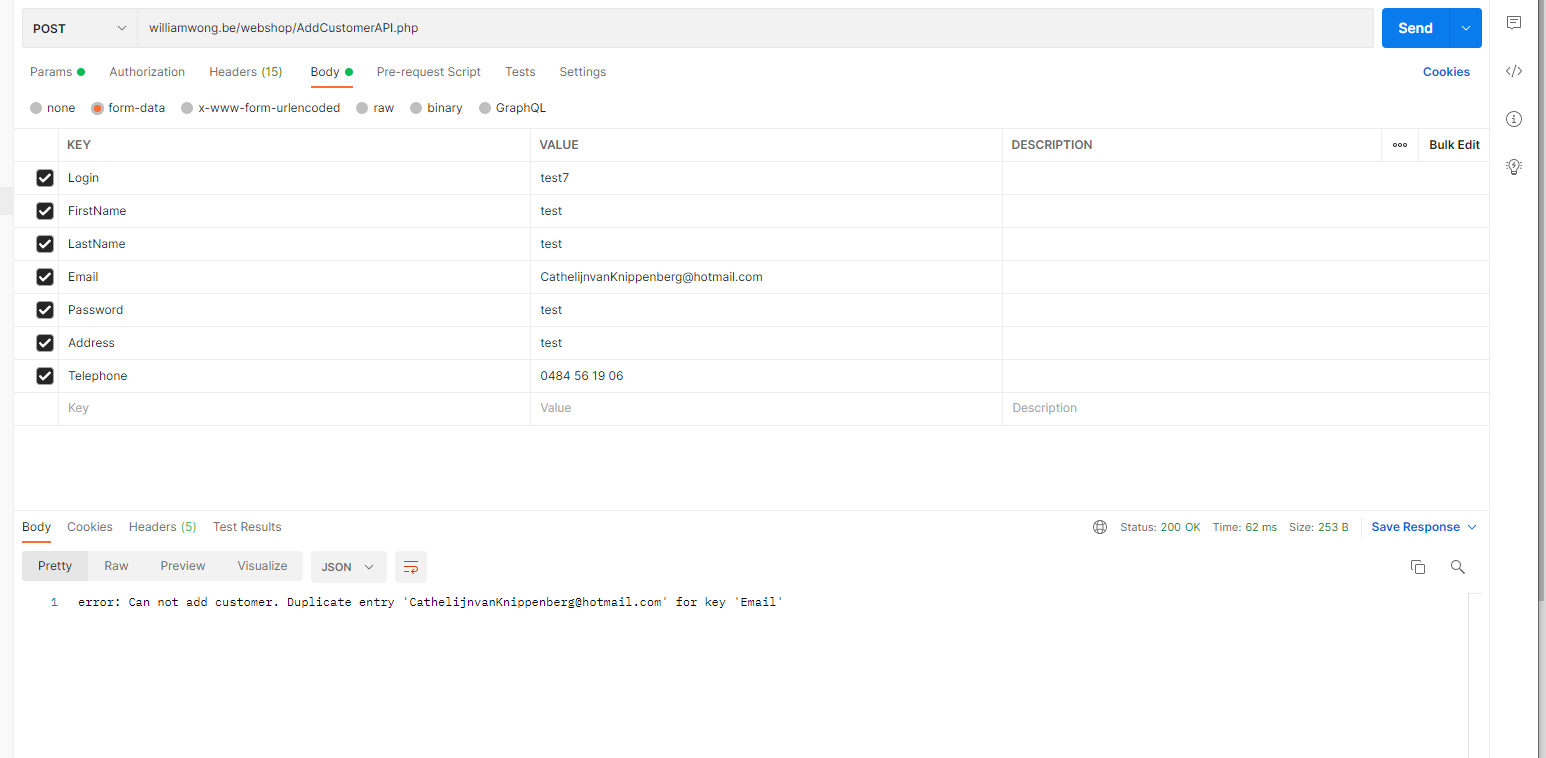 POST williamwong.be/webshop/AddCustomerAPI.php Send
Params Authorization Headers (15) Body Pre-request Script Tests Settings Cookies
none form-data x-www-form-urlencoded raw binary GraphQL
KEY VALUE DESCRIPTION Bulk Edit
Login test7
FirstName test
LastName test
Email CathelijnvanKnippenberg@hotmail.com
Password test
Address test
Telephone 0484 56 19 06
Key Value Description
Body Cookies Headers (5) Test Results Status: 200 OK Time: 62 ms Size: 253 B Save Response
Pretty Raw Preview Visualize JSON
1 error: Can not add customer. Duplicate entry 'CathelijnvanKnippenberg@hotmail.com' for key 'Email'